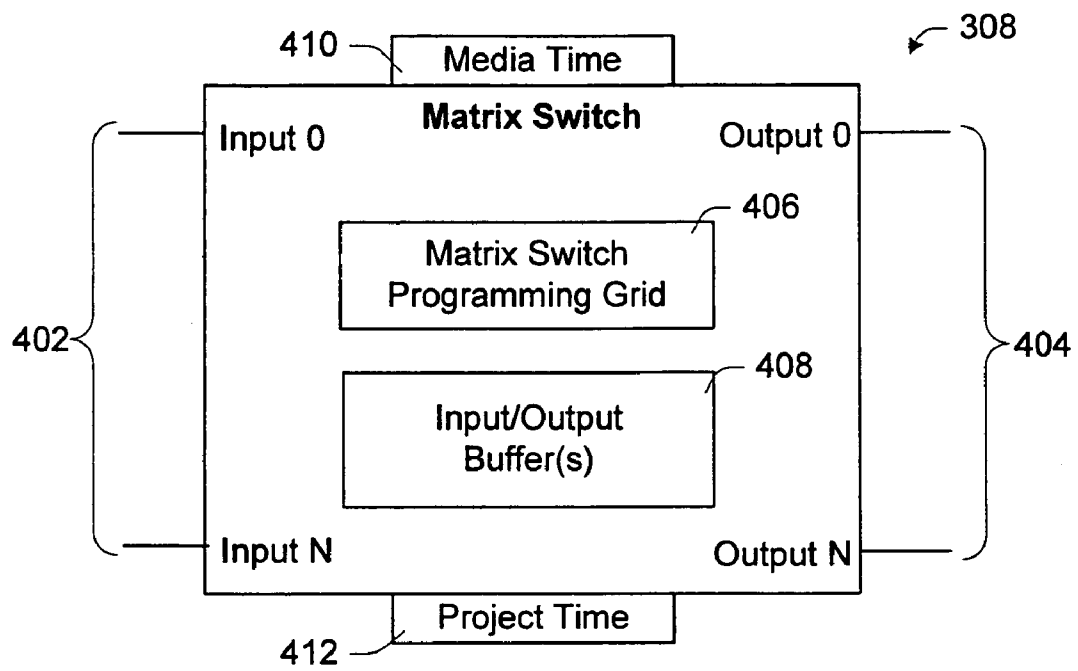 410
Media Time
308
Matrix Switch
Input 0
Output 0
406
Matrix Switch
Programming Grid
402
404
408
Input/Output
Buffer(s)
Input N
Output N
Project Time
412